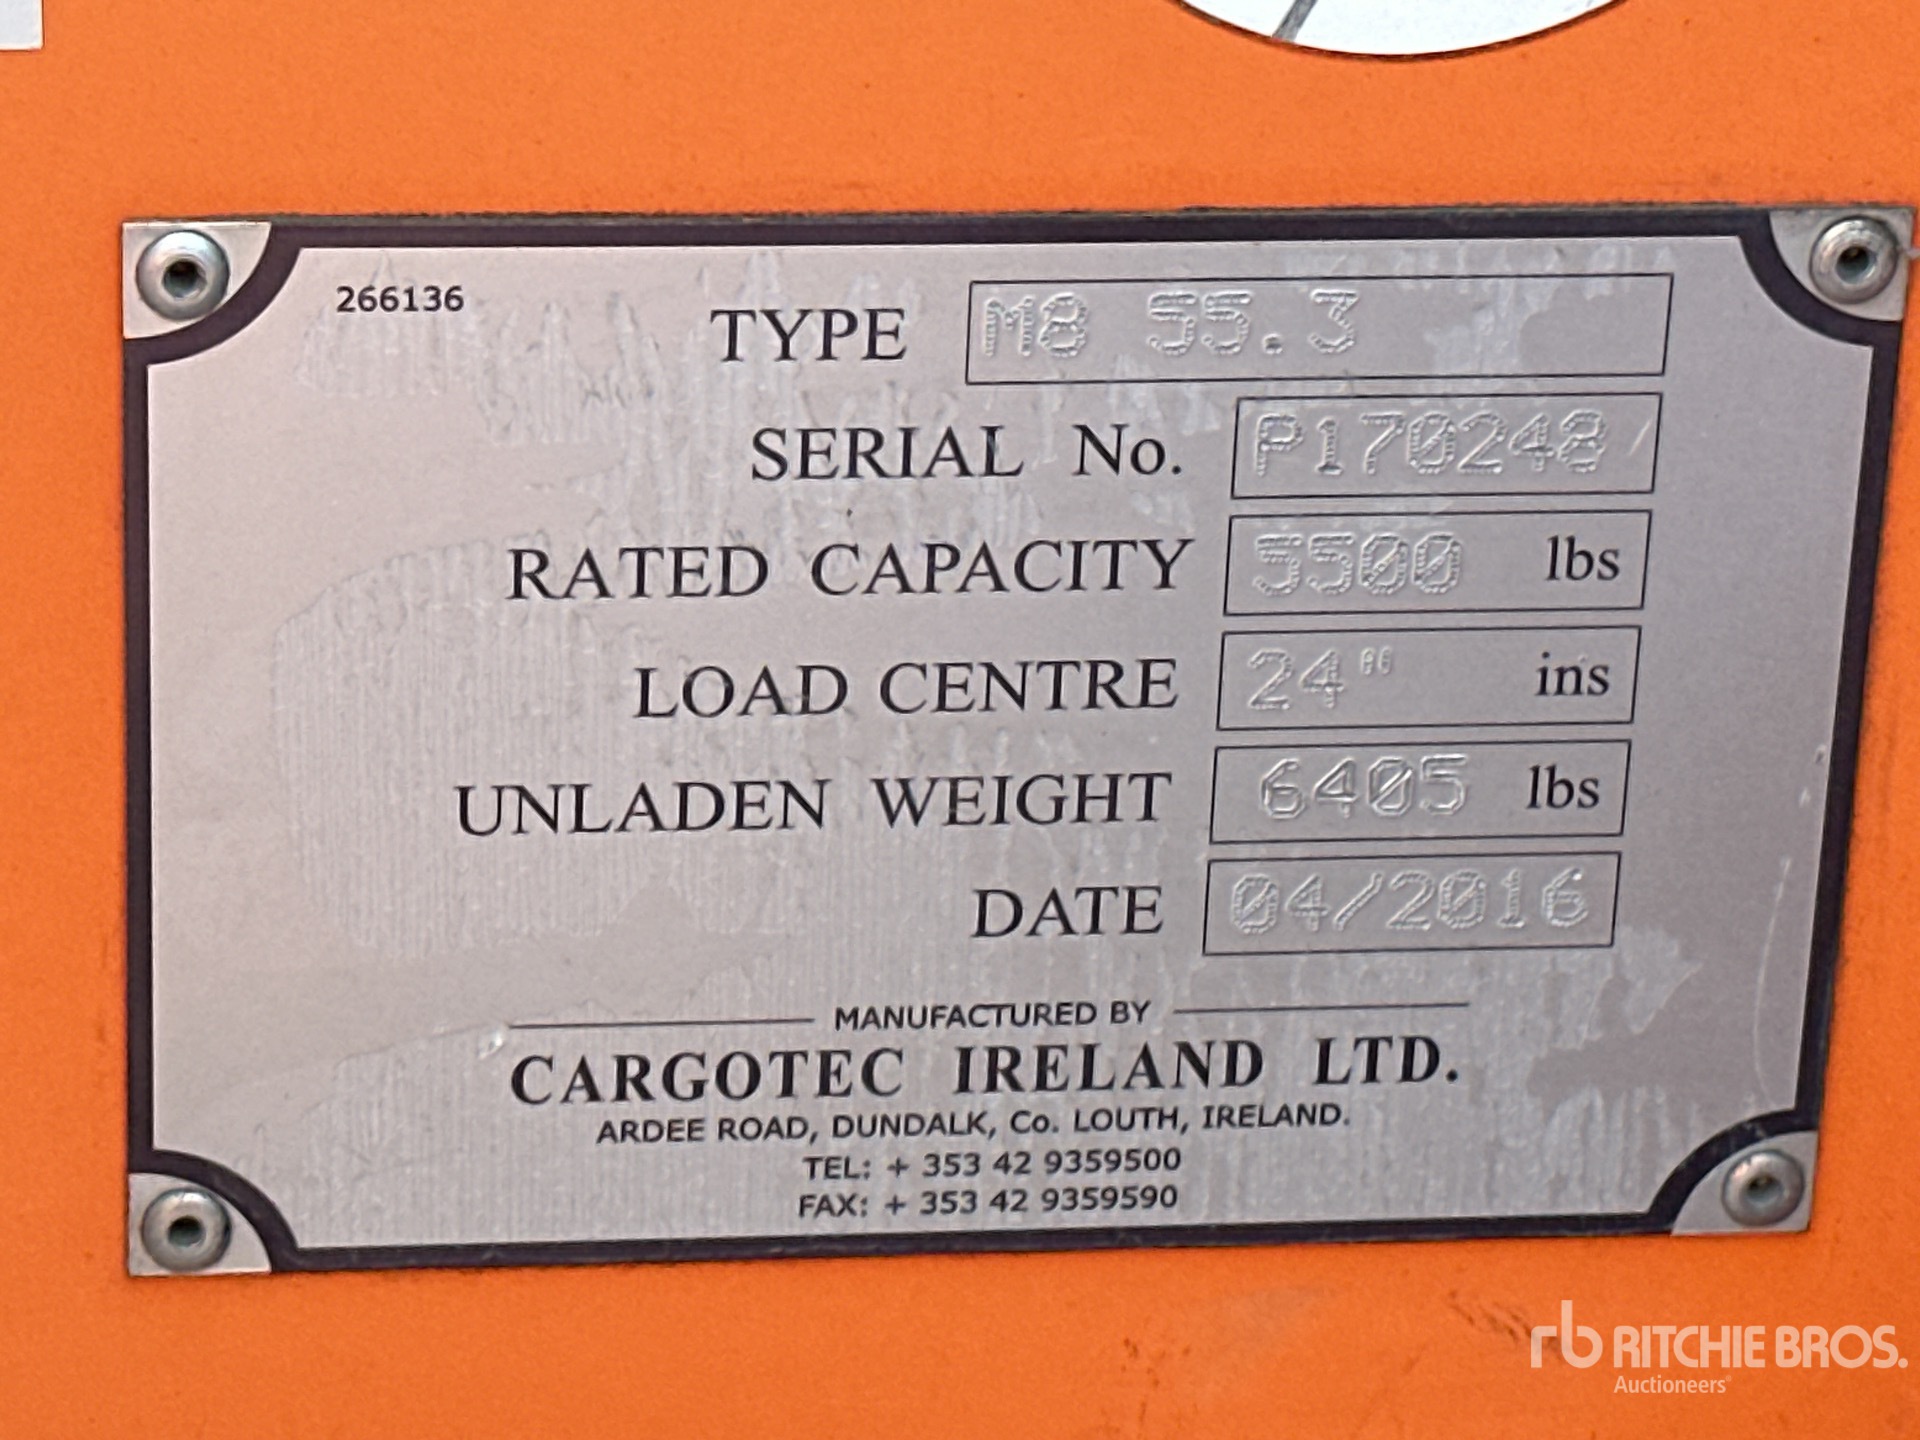 266136
TYPE M8 55.3
SERIAL No. P170248
RATED CAPACITY 5500 lbs
LOAD CENTRE 24" ins
UNLADEN WEIGHT 6405 lbs
DATE 04/2016
MANUFACTURED BY
CARGOTEC IRELAND LTD.
ARDEE ROAD, DUNDALK, Co. LOUTH, IRELAND.
TEL: + 353 42 9359500
FAX: + 353 42 9359590
rb RITCHIE BROS.
Auctioneers